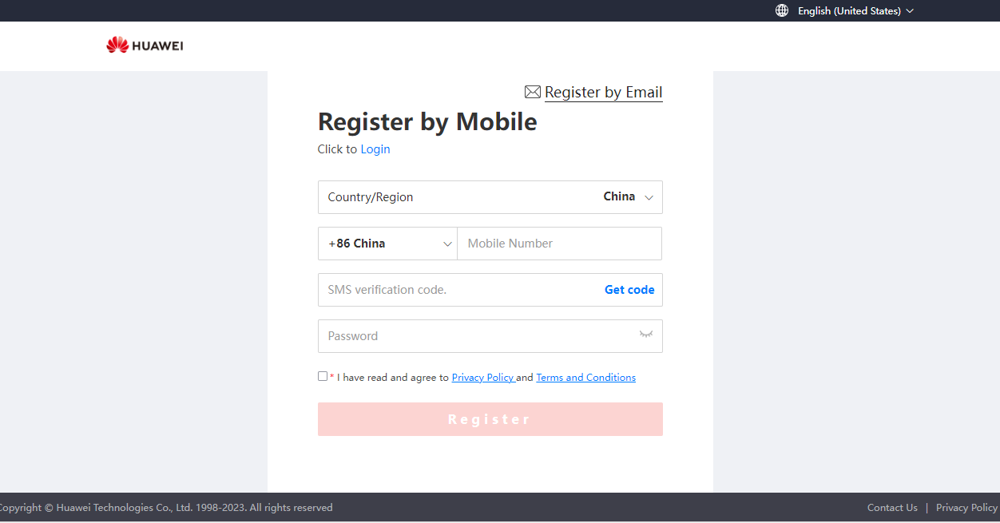 English (United States)
HUAWEI
Register by Email
Register by Mobile
Click to Login
Country/Region China
+86 China Mobile Number
SMS verification code. Get code
Password
* I have read and agree to Privacy Policy and Terms and Conditions
Register
Copyright © Huawei Technologies Co., Ltd. 1998-2023. All rights reserved Contact Us | Privacy Policy